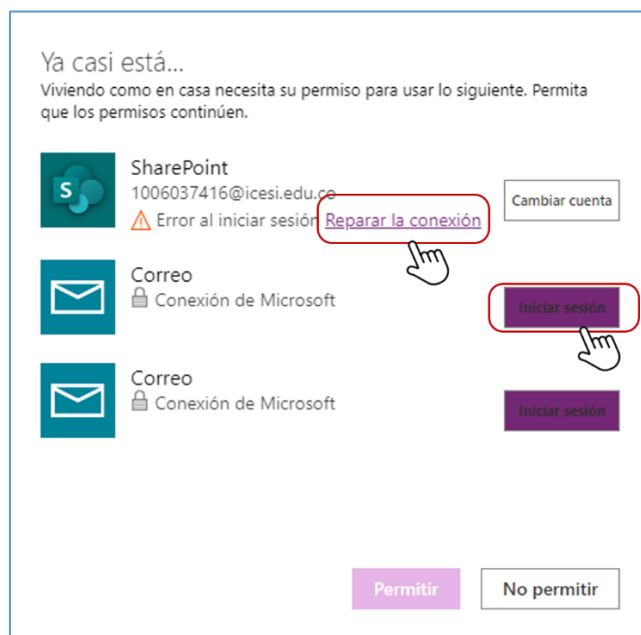 Ya casi está...
Viviendo como en casa necesita su permiso para usar lo siguiente. Permita
que los permisos continúen.
SharePoint
S
1006037416@icesi.edu.co
Cambiar cuenta
Error al iniciar sesión Reparar la conexión
Correo
Conexión de Microsoft
Iniciar sesión
Correo
Conexión de Microsoft
Iniciar sesión
Permitir
No permitir